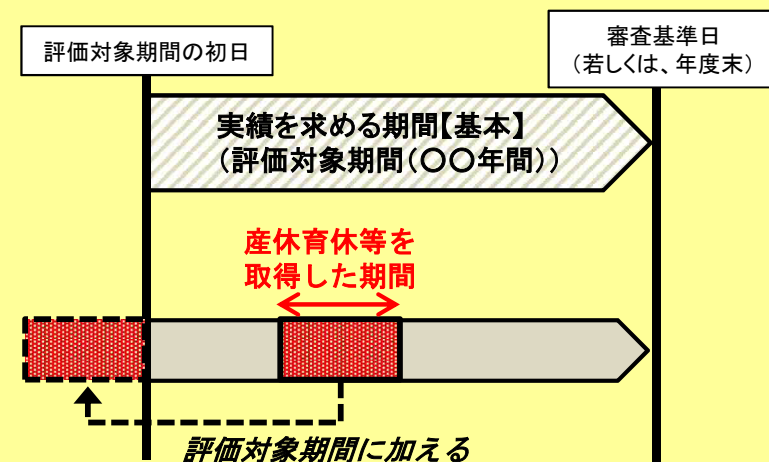 評価対象期間の初日
審査基準日
（若しくは、年度末）
実績を求める期間【基本】
（評価対象期間（〇〇年間））
産休育休等を
取得した期間
評価対象期間に加える